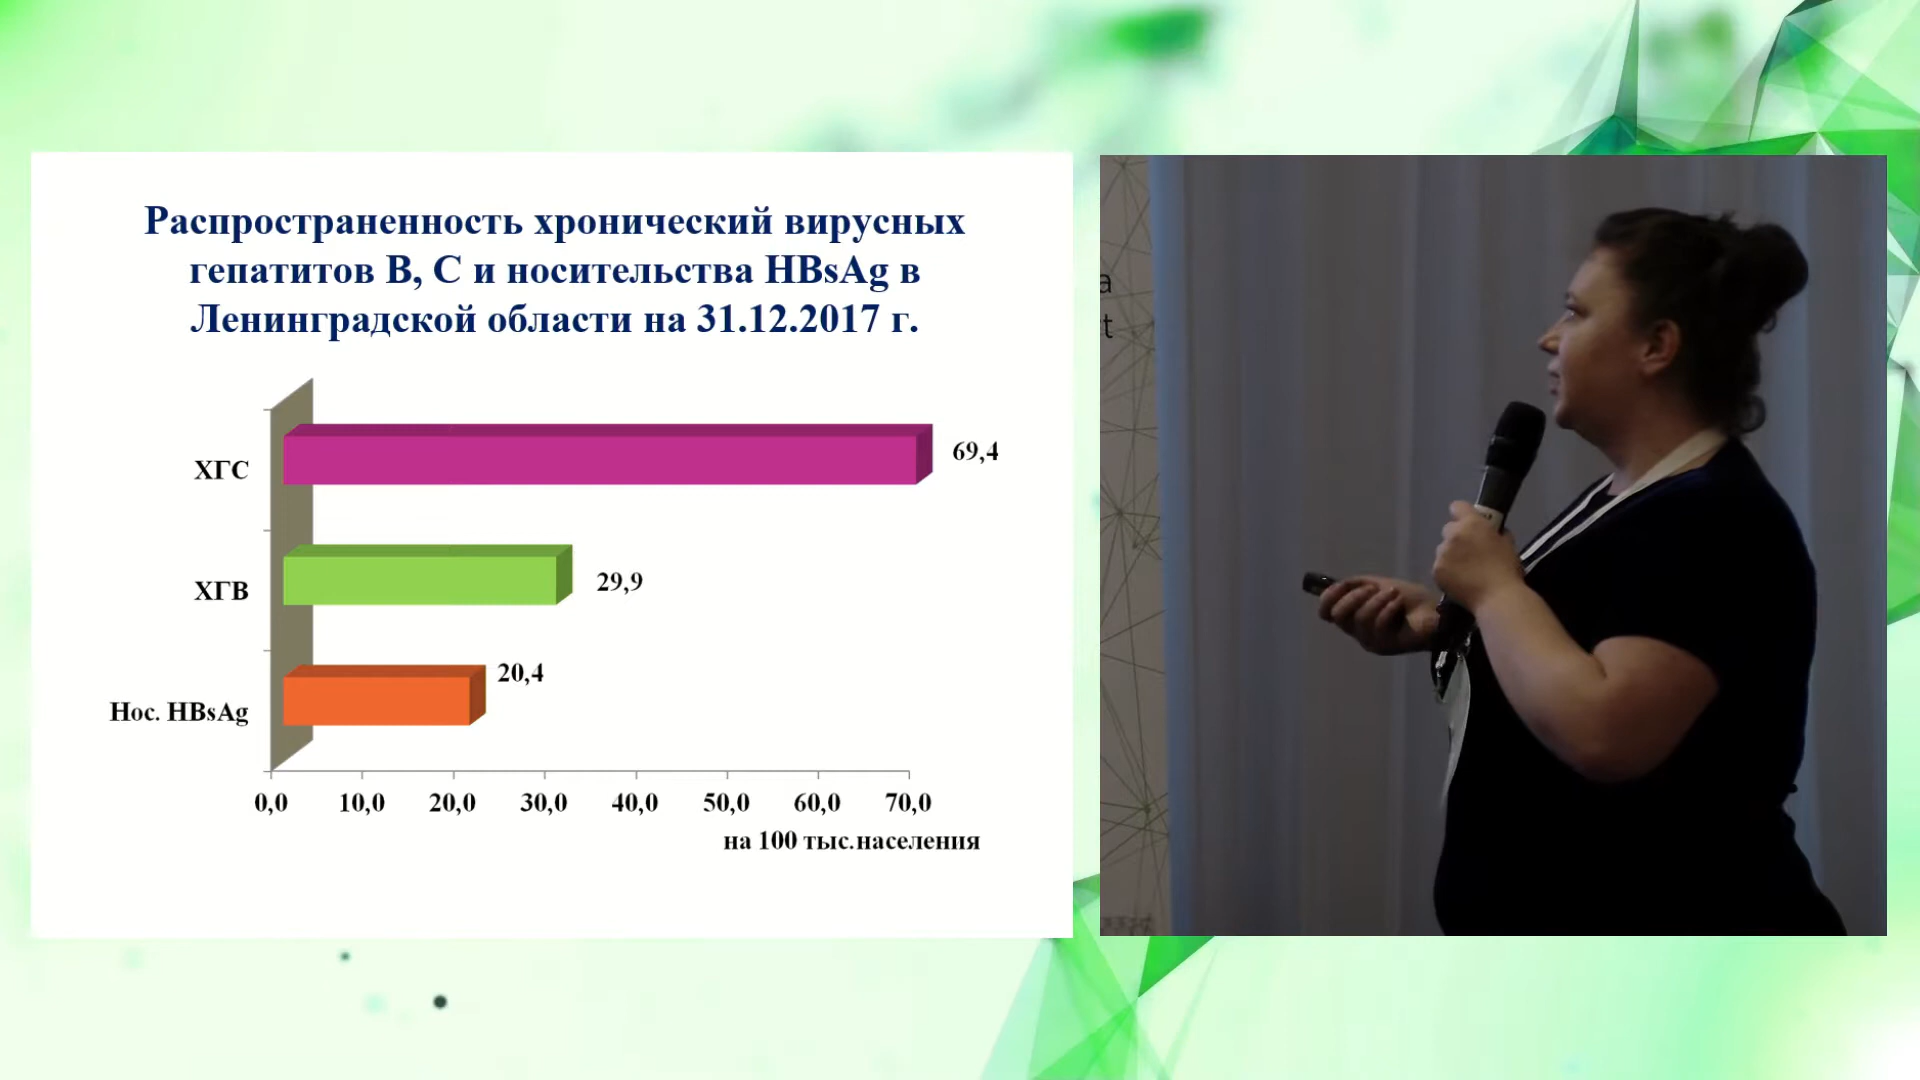 Распространенность хронический вирусных
гепатитов В, С и носительства HBsAg в
Ленинградской области на 31.12.2017 г.
ХГС
69,4
ХГВ
29,9
Нос. HBsAg
20,4
0,0 10,0 20,0 30,0 40,0 50,0 60,0 70,0
на 100 тыс.населения
a
t